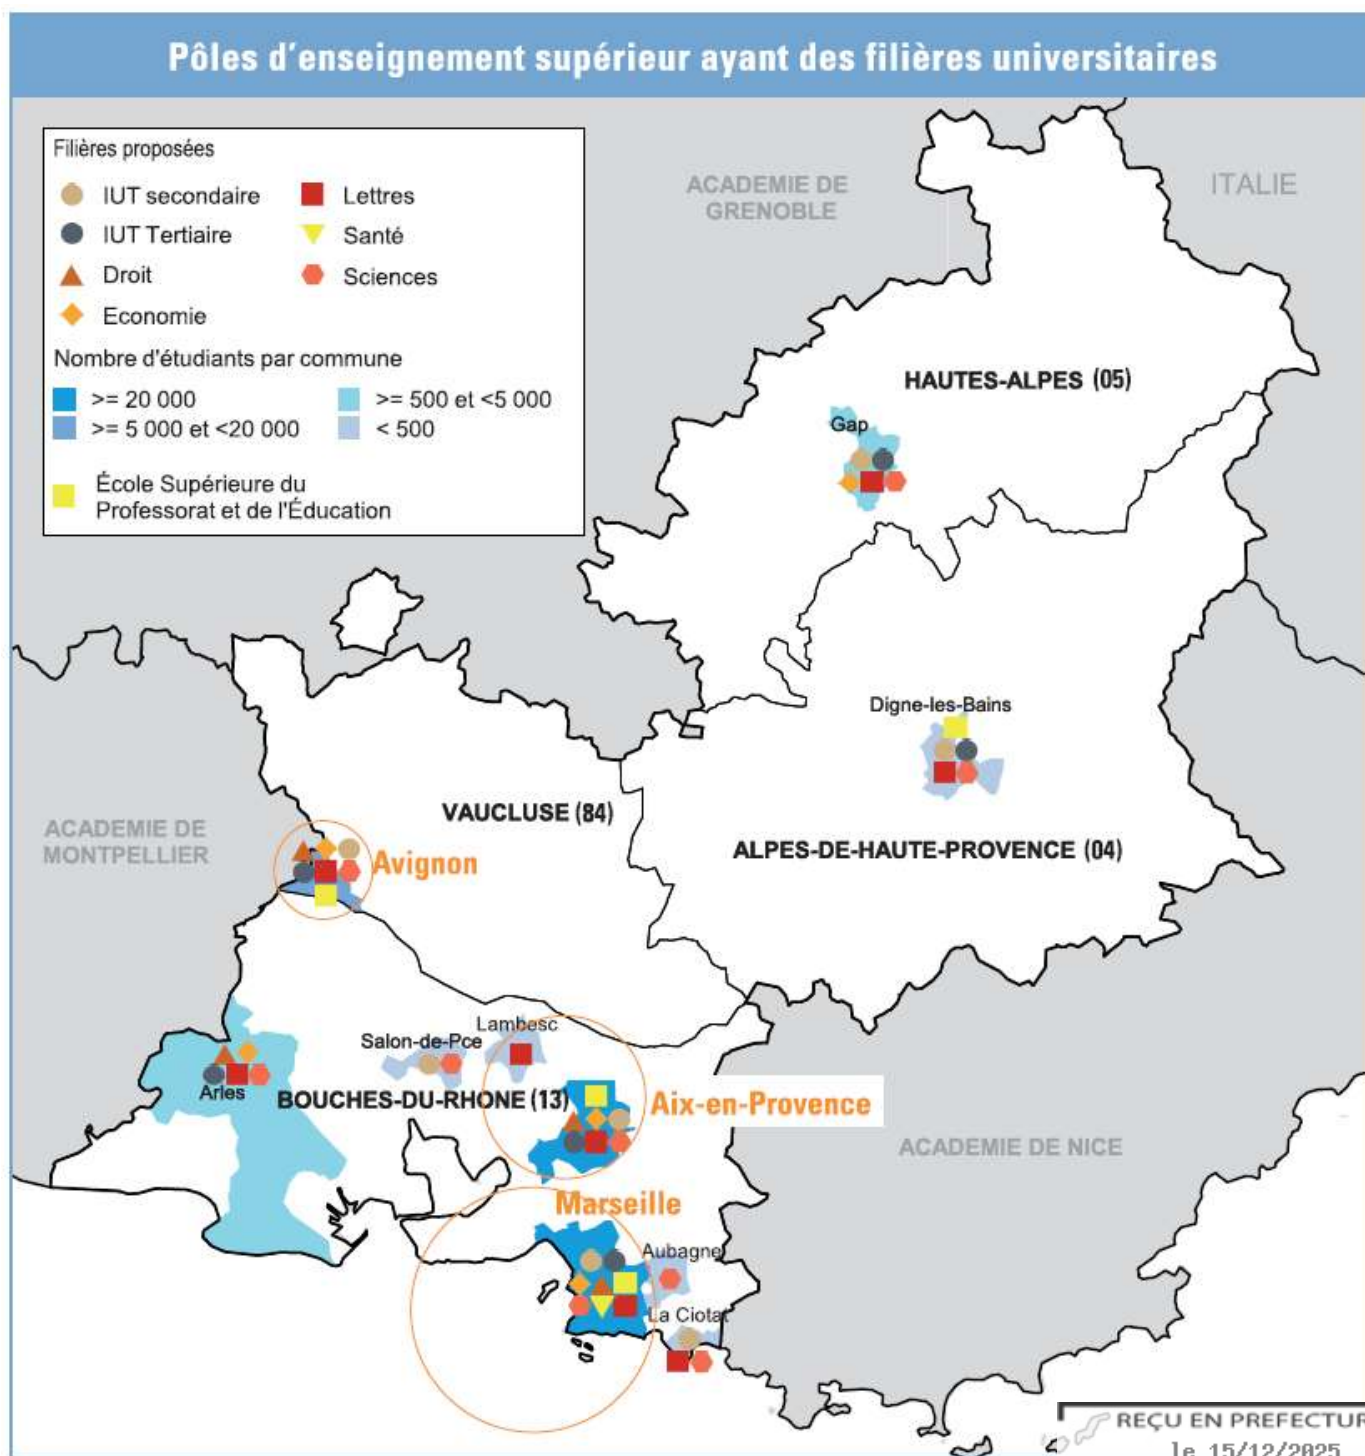 Pôles d'enseignement supérieur ayant des filières universitaires
Filières proposées
IUT secondaire
Lettres
IUT Tertiaire
Santé
Droit
Sciences
Economie
Nombre d'étudiants par commune
>= 20 000
>= 500 et <5 000
>= 5 000 et <20 000
< 500
École Supérieure du
Professorat et de l'Éducation
ACADEMIE DE
GRENOBLE
ITALIE
HAUTES-ALPES (05)
Gap
Digne-les-Bains
VAUCLUSE (84)
ACADEMIE DE
MONTPELLIER
ALPES-DE-HAUTE-PROVENCE (04)
Avignon
Lambesc
Salon-de-Pce
Arles
BOUCHES-DU-RHONE (13)
Aix-en-Provence
ACADEMIE DE NICE
Marseille
Aubagne
La Ciotat
REÇU EN PREFECTUR
le 15/12/2025